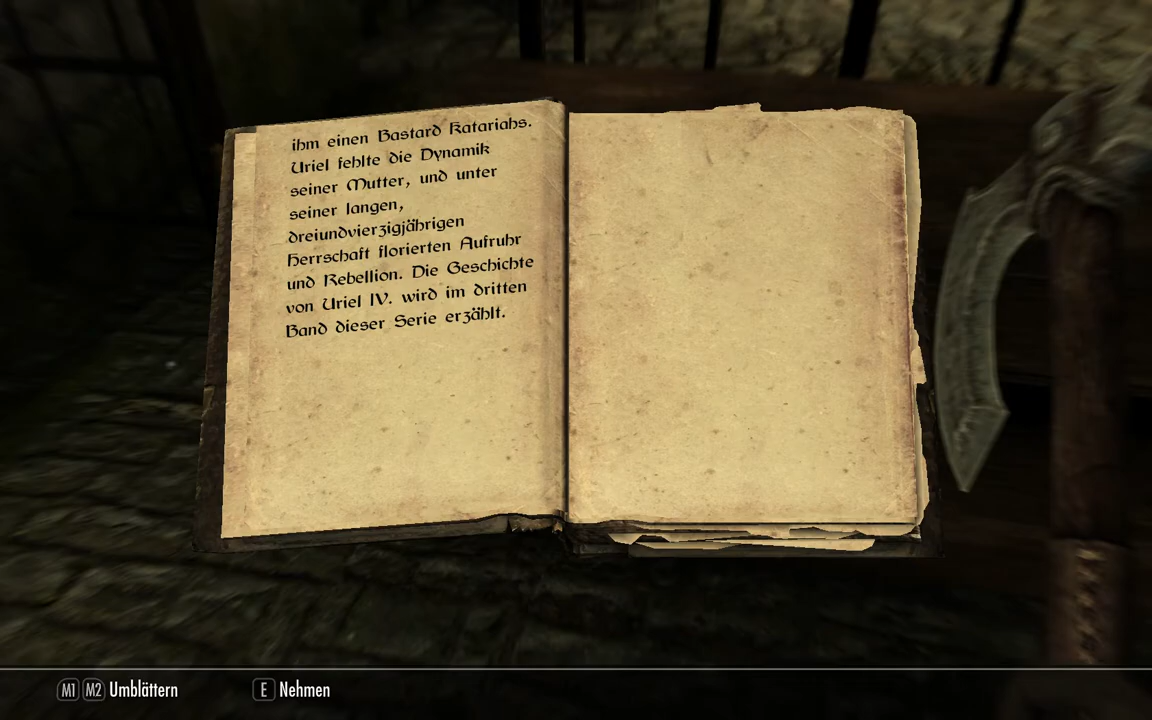 ihm einen Bastard Katariahs.
Uriel fehlte die Dynamik
seiner Mutter, und unter
seiner langen,
dreiundvierzigjährigen
Herrschaft florierten Aufruhr
und Rebellion. Die Geschichte
von Uriel IV. wird im dritten
Band dieser Serie erzählt.
M1 M2 Umblättern E Nehmen